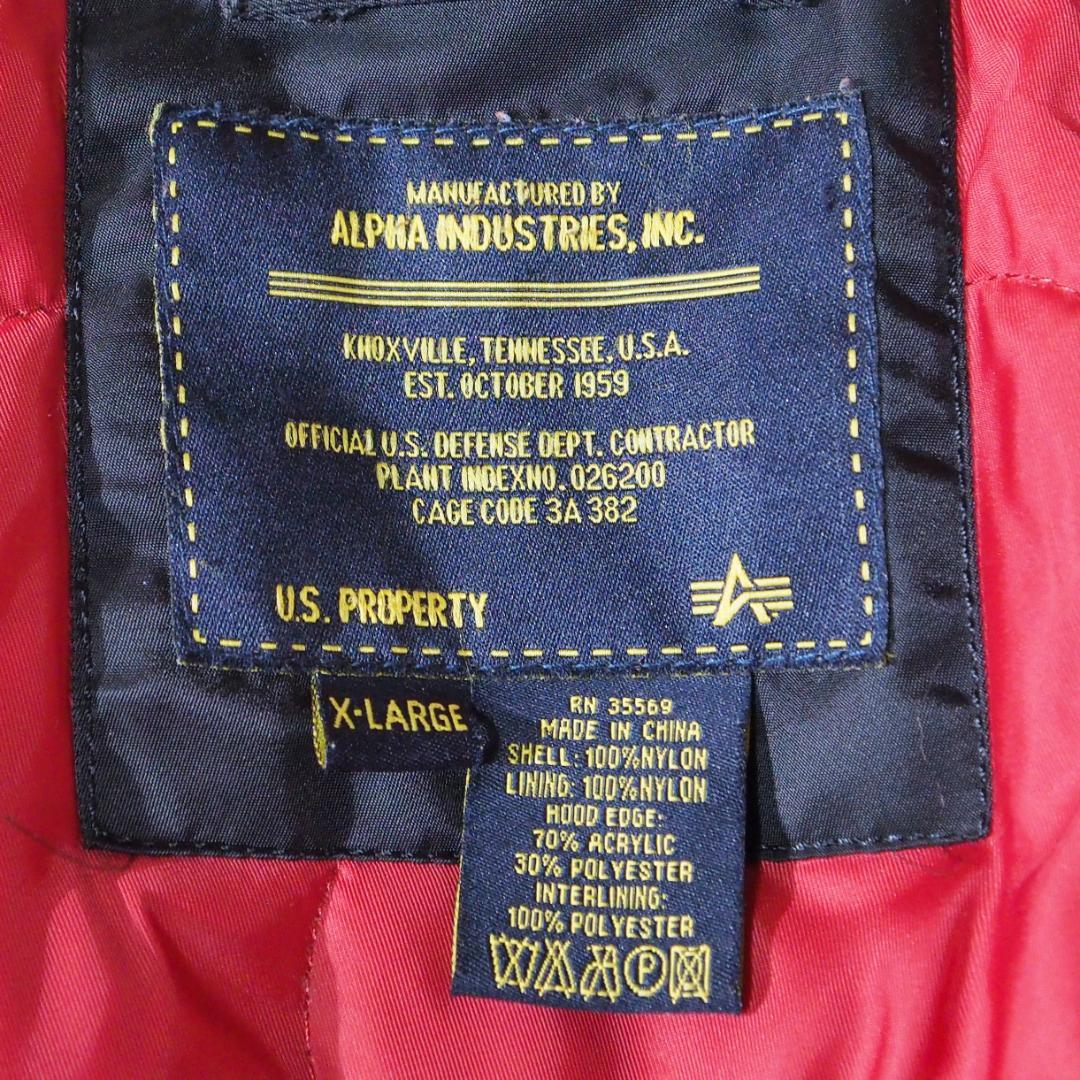 MANUFACTURED BY
ALPHA INDUSTRIES, INC.
KNOXVILLE, TENNESSEE, U.S.A.
EST. OCTOBER 1959
OFFICIAL U.S. DEFENSE DEPT. CONTRACTOR
PLANT INDEXNO. 026200
CAGE CODE 3A 382
U.S. PROPERTY
X-LARGE
RN 35569
MADE IN CHINA
SHELL: 100%NYLON
LINING: 100%NYLON
HOOD EDGE:
70% ACRYLIC
30% POLYESTER
INTERLINING:
100% POLYESTER
P